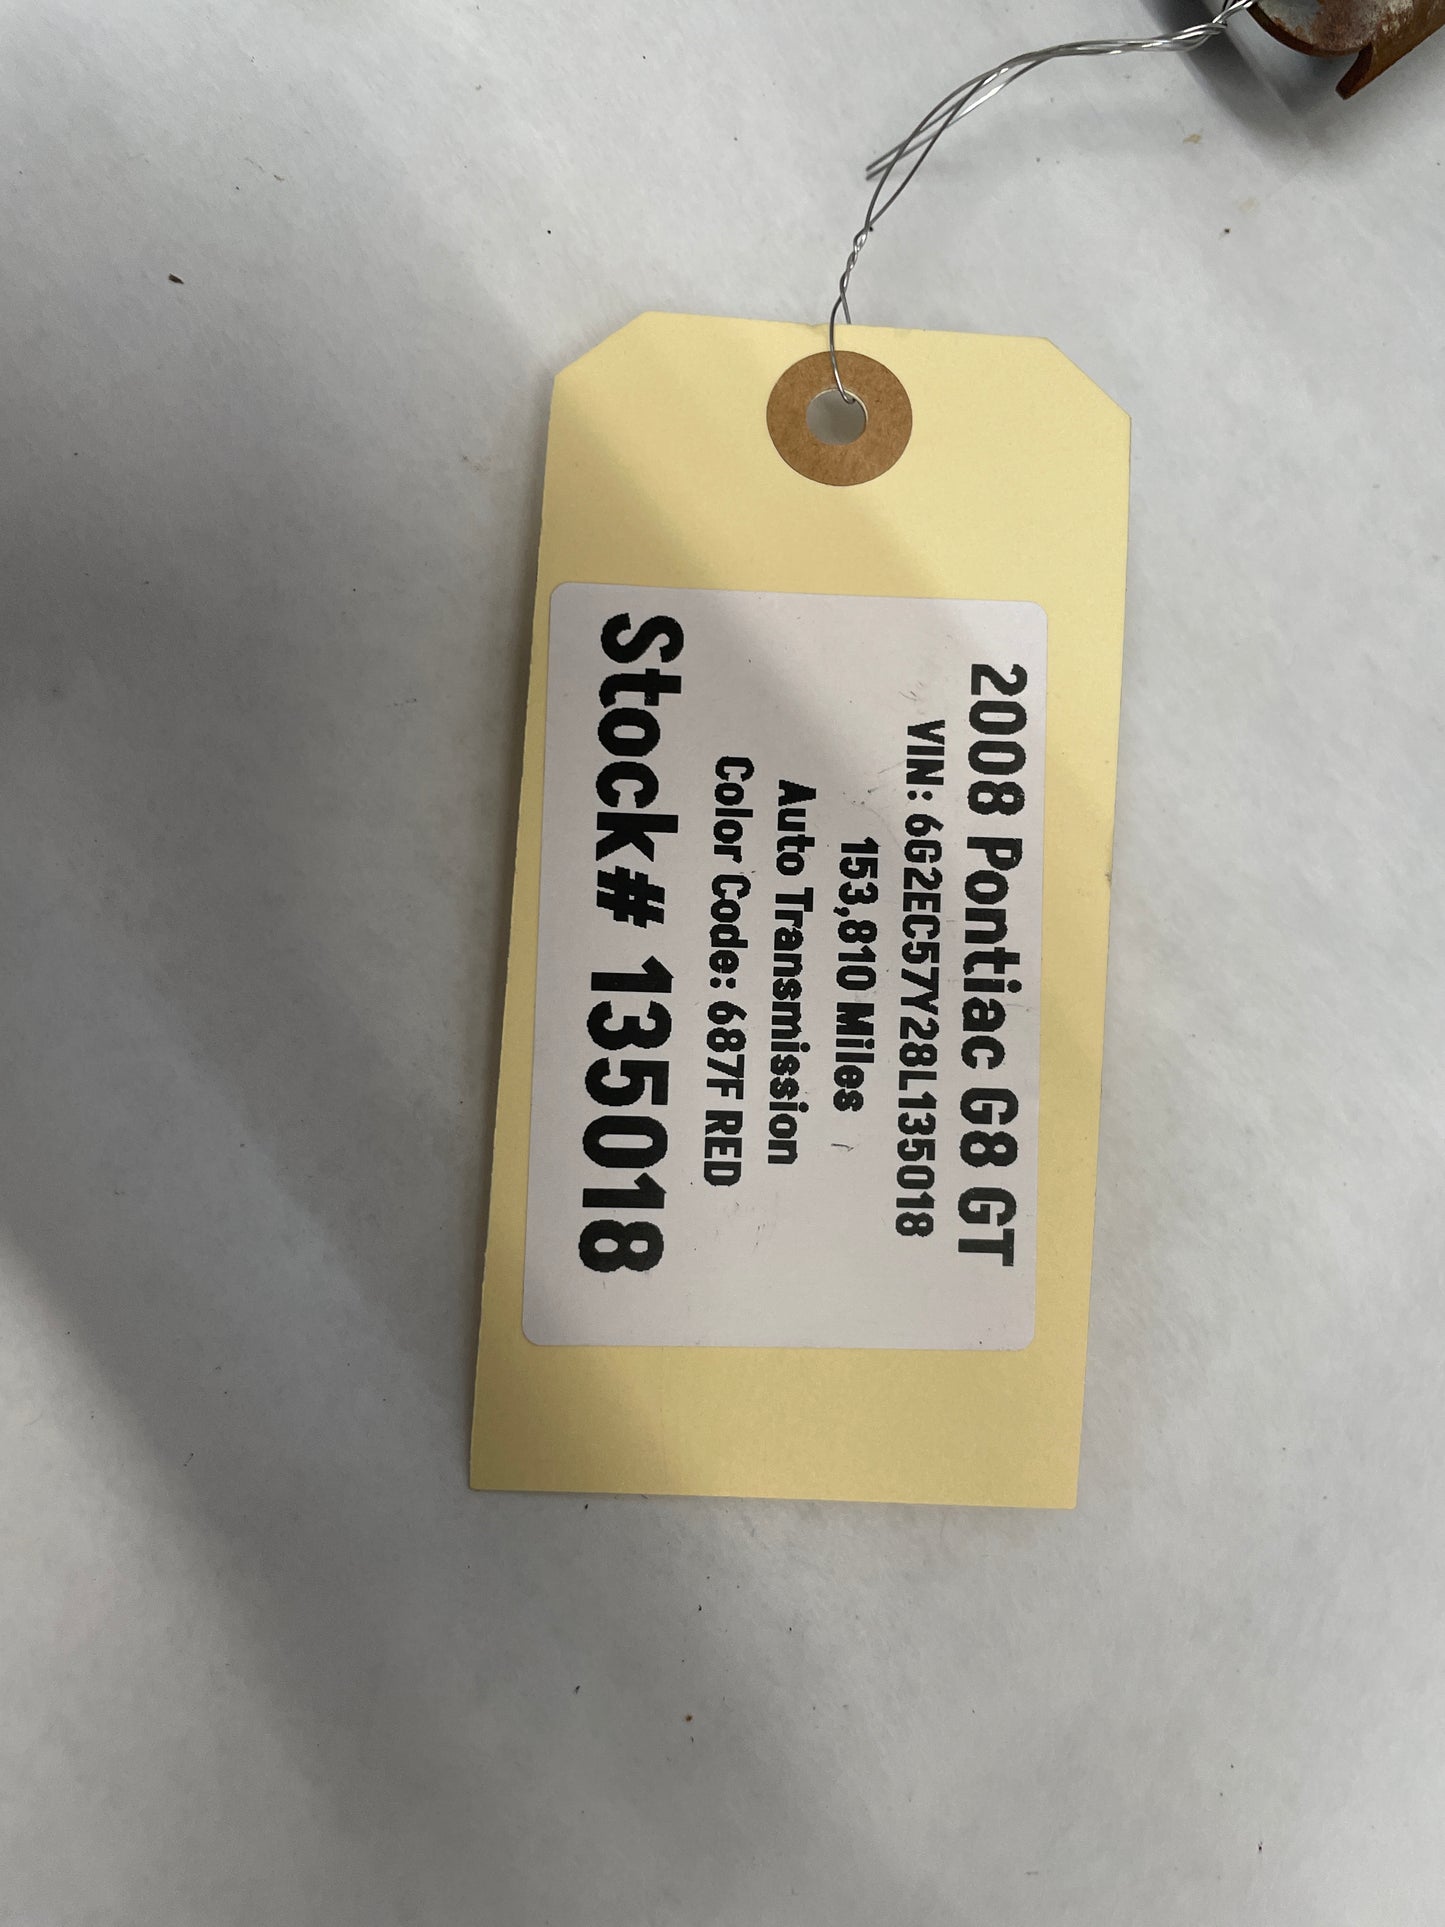 2008 Pontiac G8 GT
VIN: 6G2EC57Y28L135018
153,810 Miles
Auto Transmission
Color Code: 687F RED
Stock# 135018